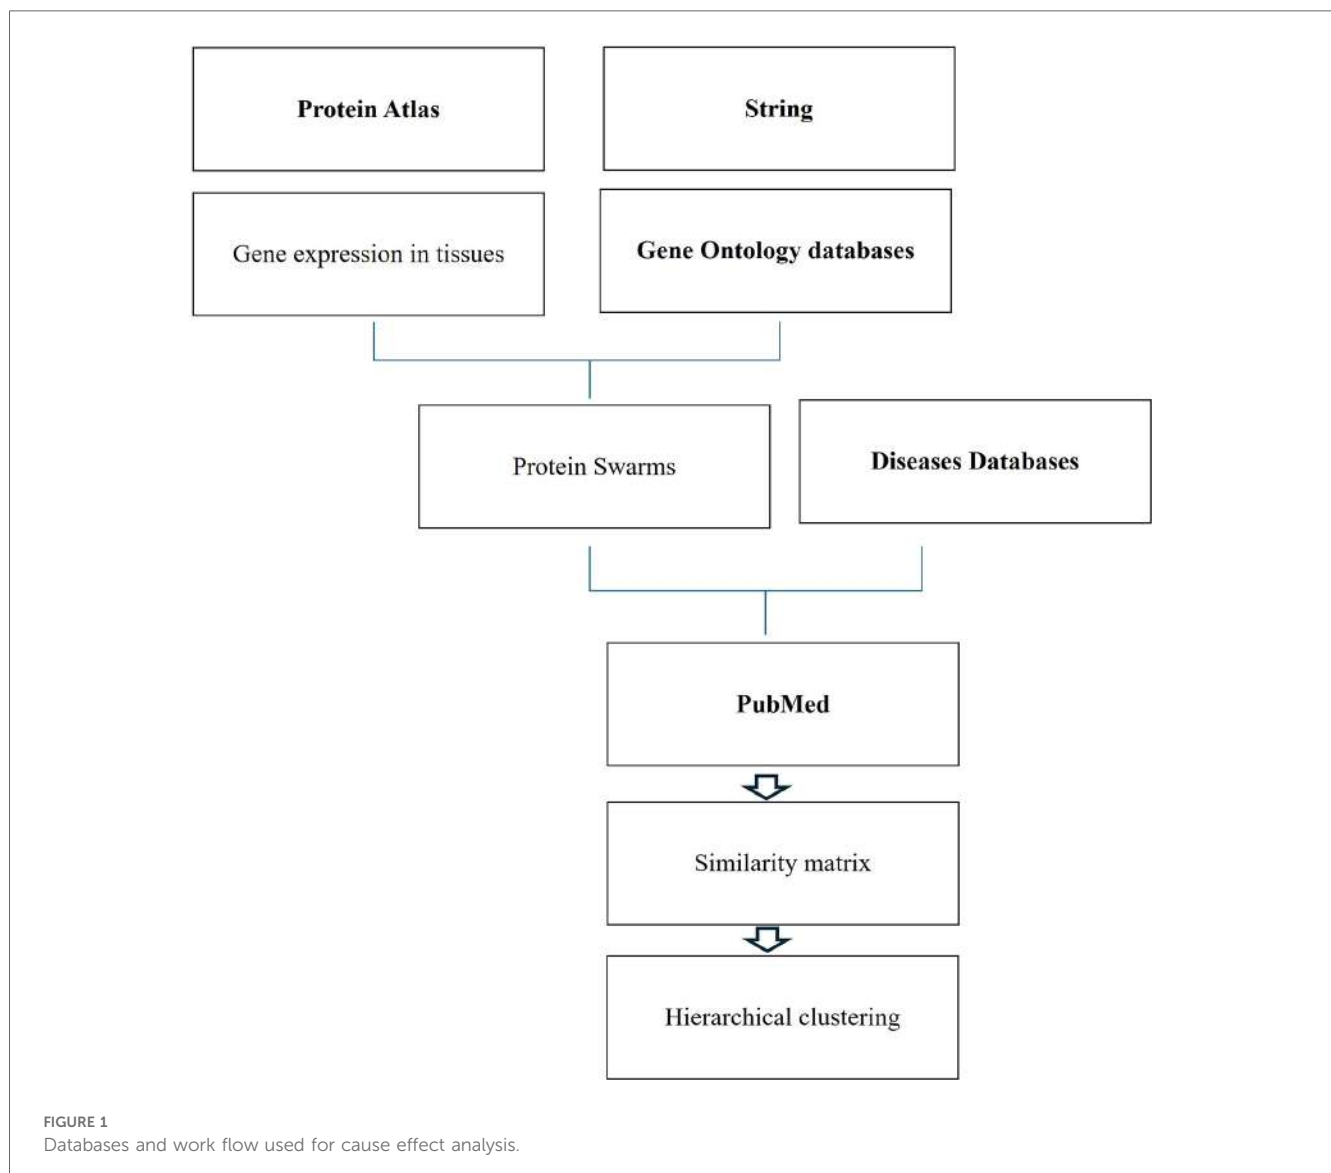 Protein Atlas
String
Gene expression in tissues
Gene Ontology databases
Protein Swarms
Diseases Databases
PubMed
Similarity matrix
Hierarchical clustering
FIGURE 1
Databases and work flow used for cause effect analysis.